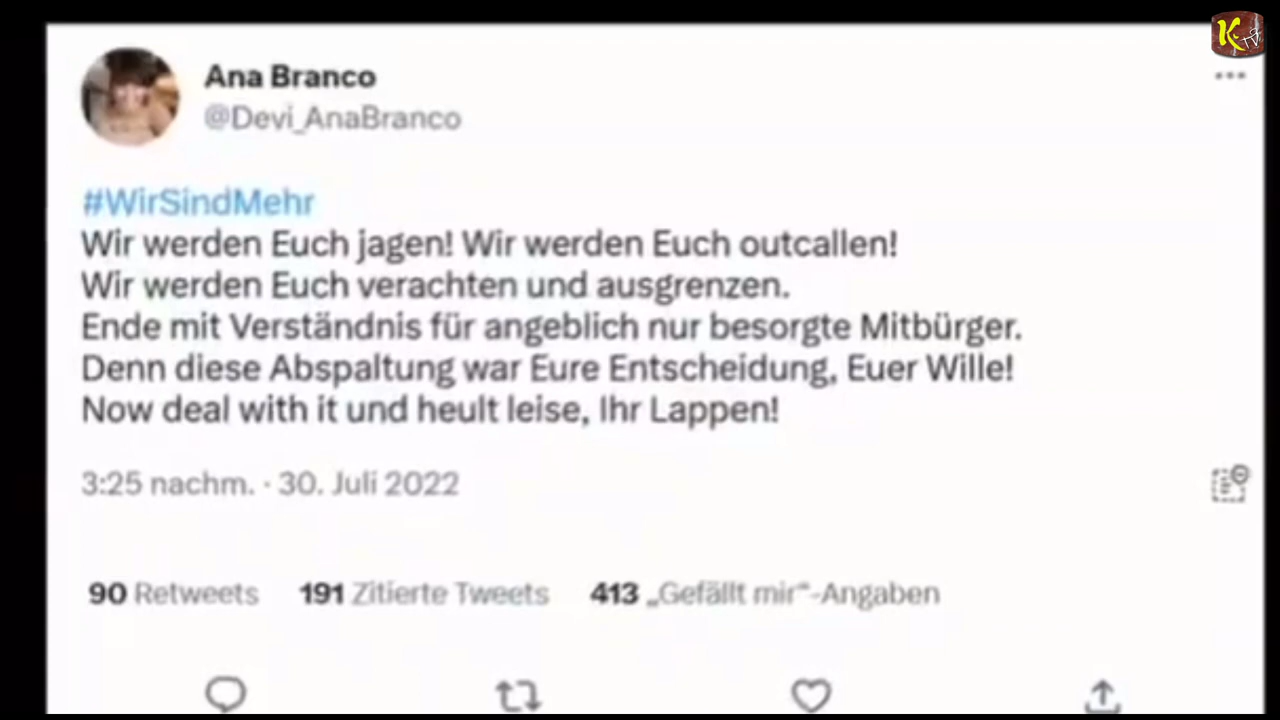 K TV
Ana Branco
@Devi_AnaBranco
#WirSindMehr
Wir werden Euch jagen! Wir werden Euch outcallen!
Wir werden Euch verachten und ausgrenzen.
Ende mit Verständnis für angeblich nur besorgte Mitbürger.
Denn diese Abspaltung war Eure Entscheidung, Euer Wille!
Now deal with it und heult leise, Ihr Lappen!
3:25 nachm. · 30. Juli 2022
90 Retweets 191 Zitierte Tweets 413 „Gefällt mir“-Angaben